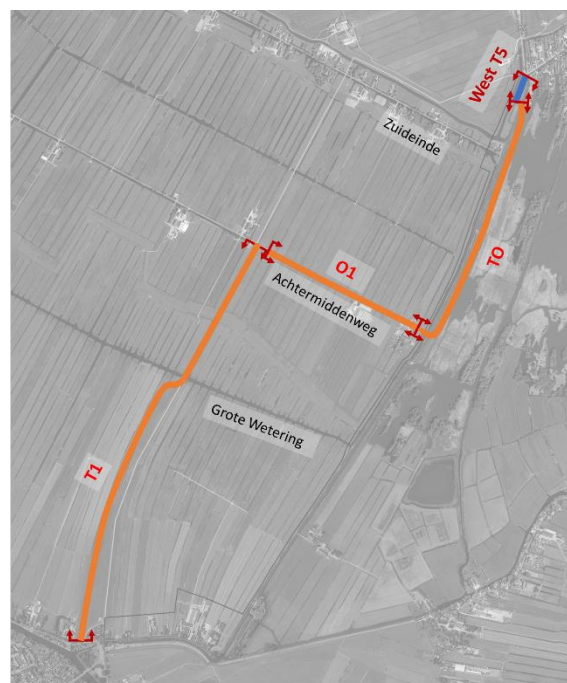 West T5
Zuideinde
TO
O1
Achtermiddenweg
Grote Wetering
T1